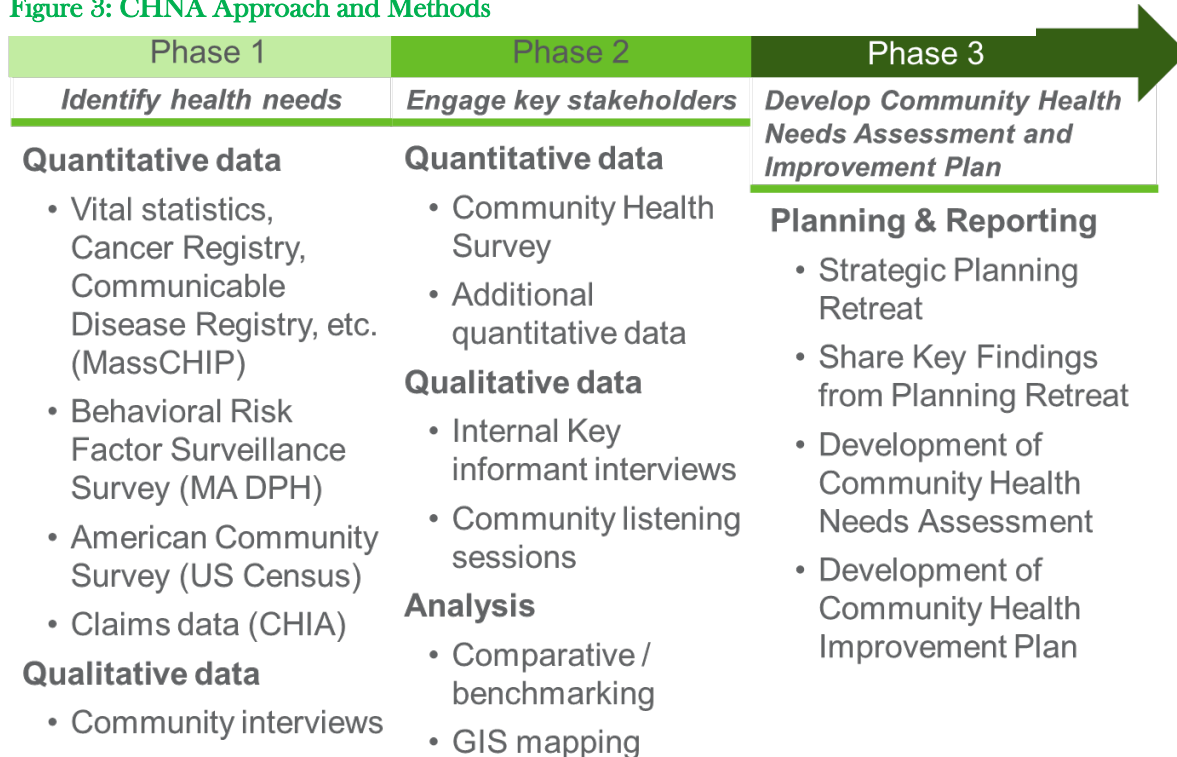 Figure 3: CHNA Approach and Methods
Phase 1
Identify health needs
Quantitative data
• Vital statistics,
Cancer Registry,
Communicable
Disease Registry, etc.
(MassCHIP)
• Behavioral Risk
Factor Surveillance
Survey (MA DPH)
• American Community
Survey (US Census)
• Claims data (CHIA)
Qualitative data
• Community interviews
Phase 2
Engage key stakeholders
Quantitative data
• Community Health
Survey
• Additional
quantitative data
Qualitative data
• Internal Key
informant interviews
• Community listening
sessions
Analysis
• Comparative /
benchmarking
• GIS mapping
Phase 3
Develop Community Health
Needs Assessment and
Improvement Plan
Planning & Reporting
• Strategic Planning
Retreat
• Share Key Findings
from Planning Retreat
• Development of
Community Health
Needs Assessment
• Development of
Community Health
Improvement Plan